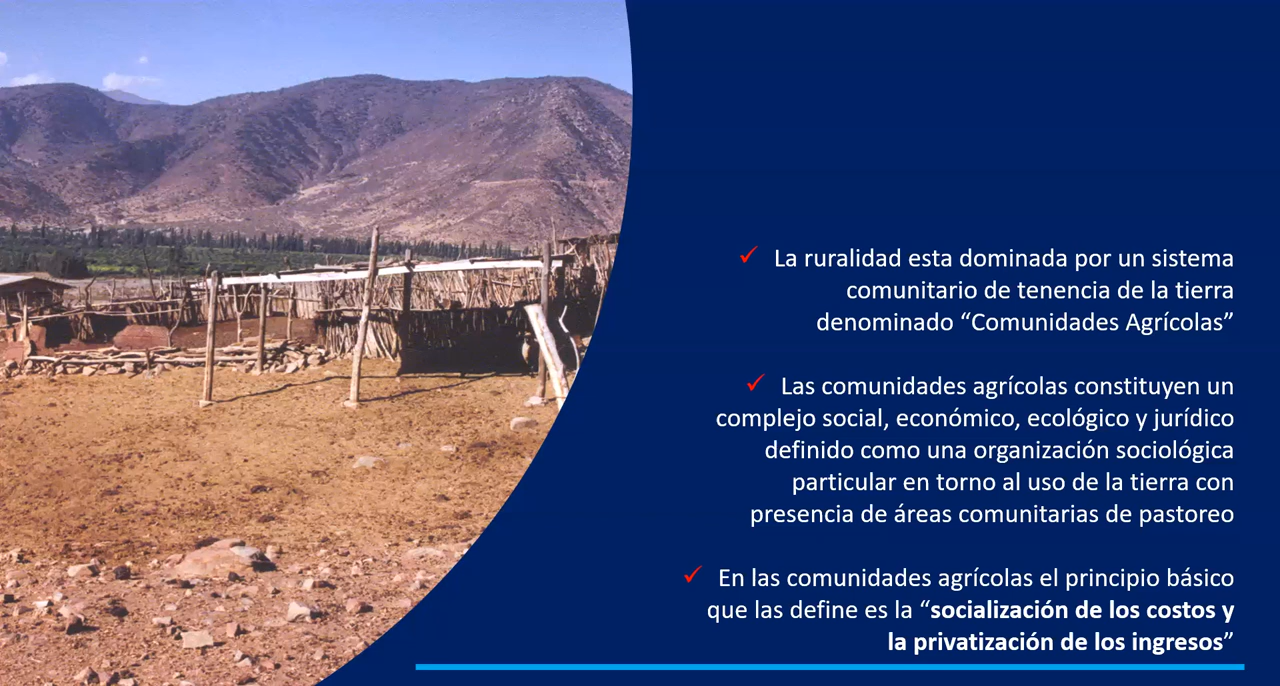 ✓ La ruralidad esta dominada por un sistema
comunitario de tenencia de la tierra
denominado “Comunidades Agrícolas”
✓ Las comunidades agrícolas constituyen un
complejo social, económico, ecológico y jurídico
definido como una organización sociológica
particular en torno al uso de la tierra con
presencia de áreas comunitarias de pastoreo
✓ En las comunidades agrícolas el principio básico
que las define es la “socialización de los costos y
la privatización de los ingresos”